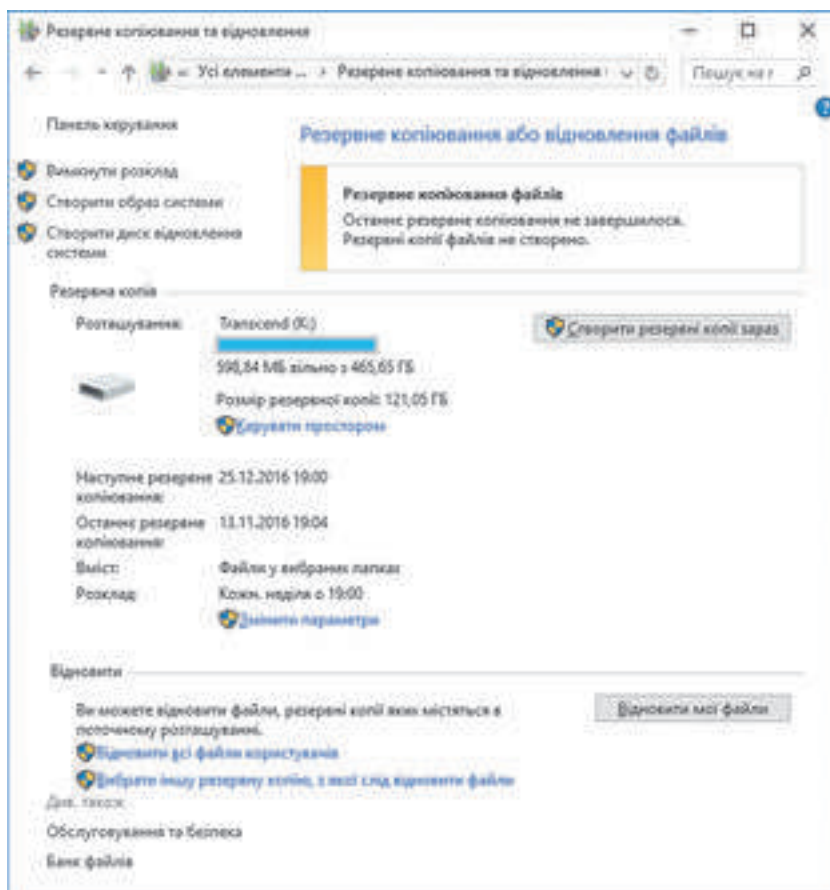 Резервне копіювання та відновлення
Усі елементи ... › Резервне копіювання та відновлення
Пошук на
Панель керування
Вимкнути розклад
Створити образ системи
Створити диск відновлення
системи
Резервне копіювання або відновлення файлів
Резервне копіювання файлів
Останнє резервне копіювання не завершилося.
Резервні копії файлів не створено.
Резервна копія
Розташування: Transcend (K:)
Створити резервні копії зараз
598,84 МБ вільно з 465,65 ГБ
Розмір резервної копії: 121,05 ГБ
Керувати простором
Наступне резервне 25.12.2016 19:00
копіювання:
Останнє резервне 13.11.2016 19:04
копіювання:
Вміст: Файли у вибраних папках
Розклад: Кожн. неділя о 19:00
Змінити параметри
Відновити
Ви можете відновити файли, резервні копії яких містяться в
поточному розташуванні.
Відновити мої файли
Відновити всі файли користувачів
Вибрати іншу резервну копію, з якої слід відновити файли
Див. також
Обслуговування та безпека
Банк файлів